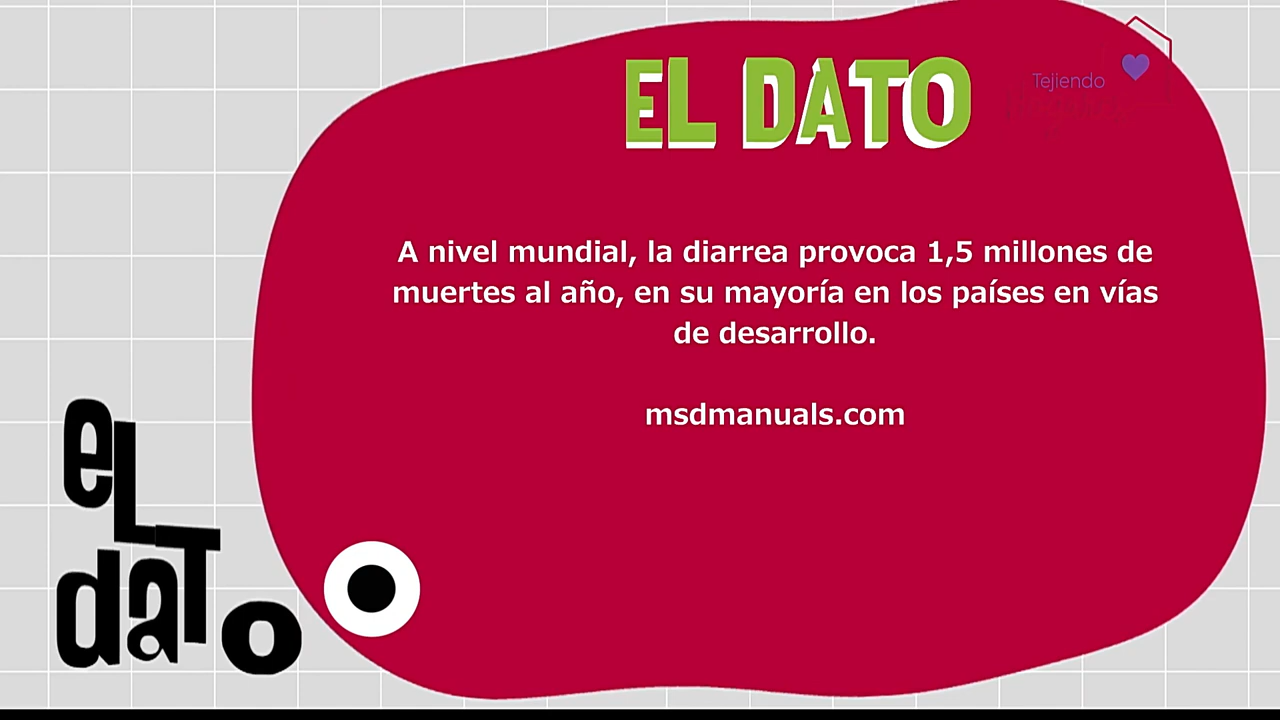 EL DATO
Tejiendo
A nivel mundial, la diarrea provoca 1,5 millones de
muertes al año, en su mayoría en los países en vías
de desarrollo.
msdmanuals.com
eL
daTo